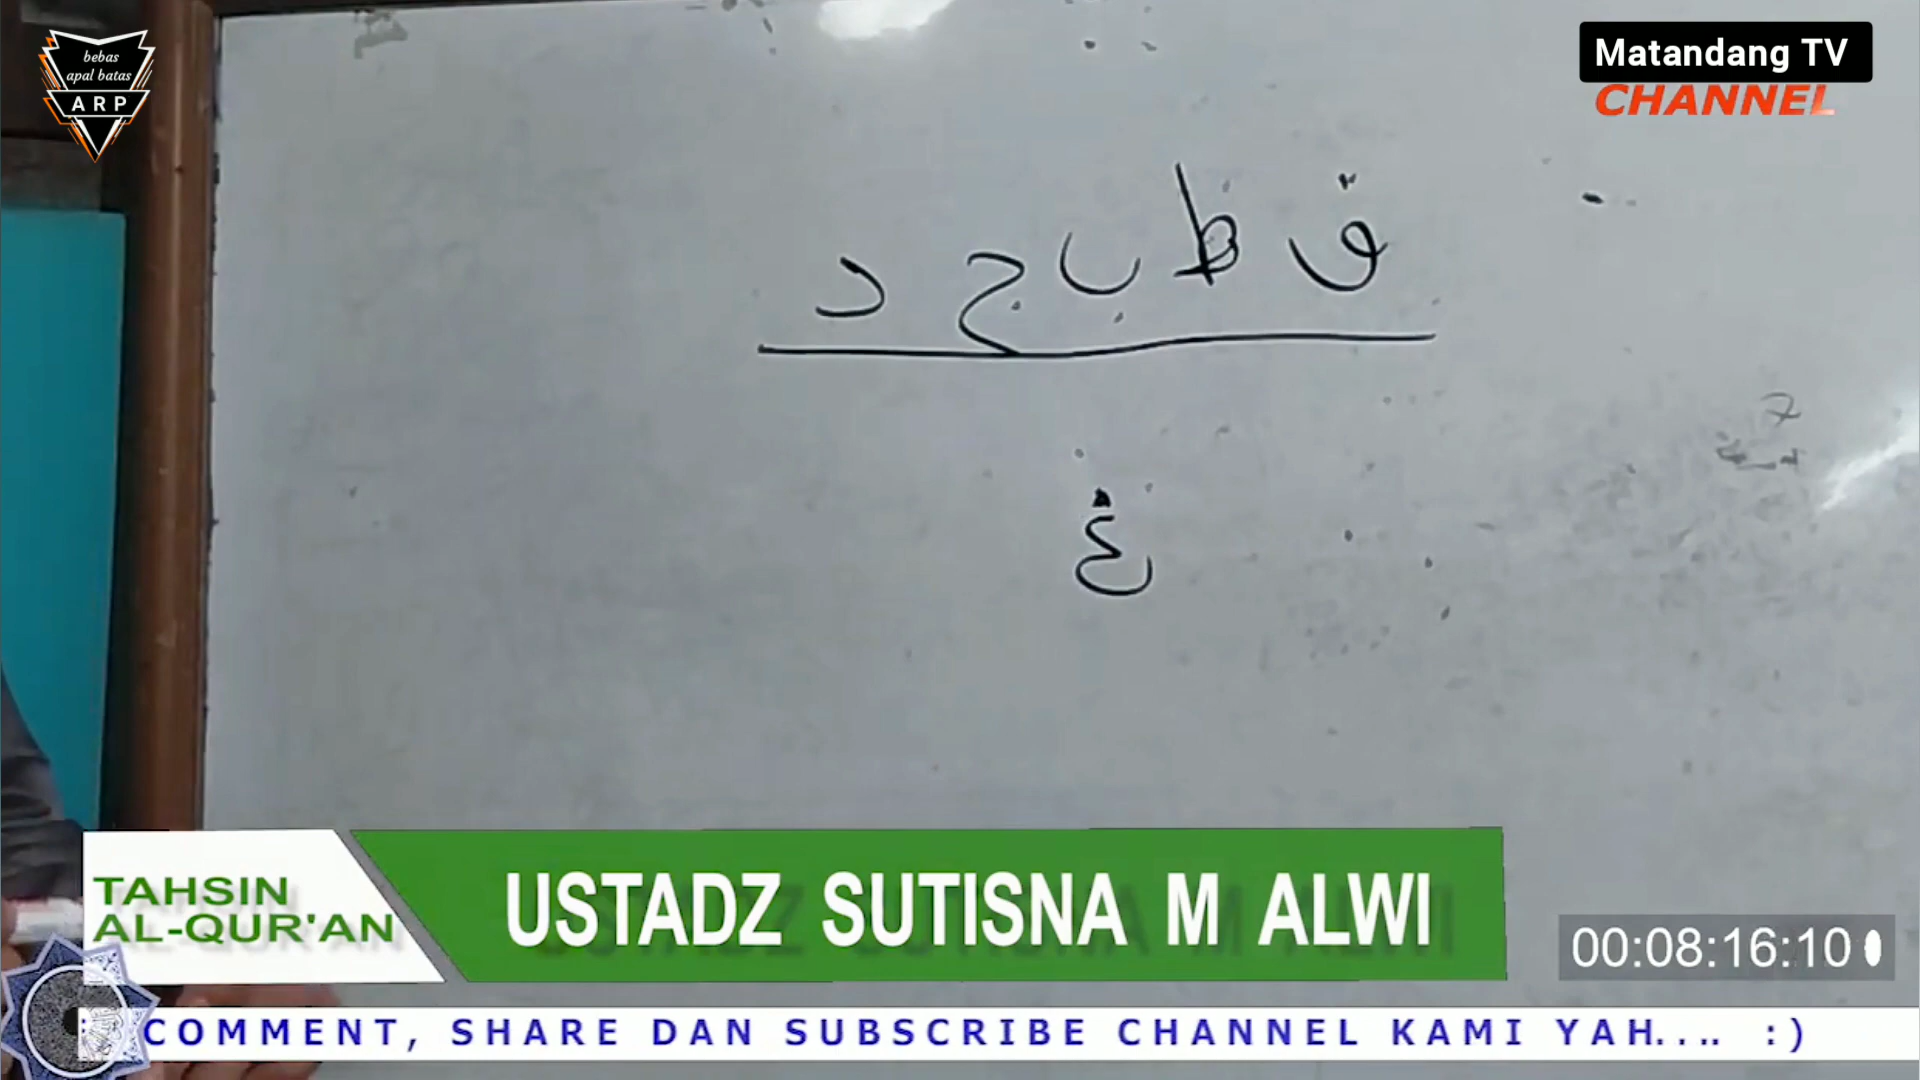 bebas
apal batas
ARP
Matandang TV
CHANNEL
ق ط ب ج د
غ
TAHSIN
AL-QUR'AN
USTADZ SUTISNA M ALWI
00:08:16:10
COMMENT, SHARE DAN SUBSCRIBE CHANNEL KAMI YAH.... :)